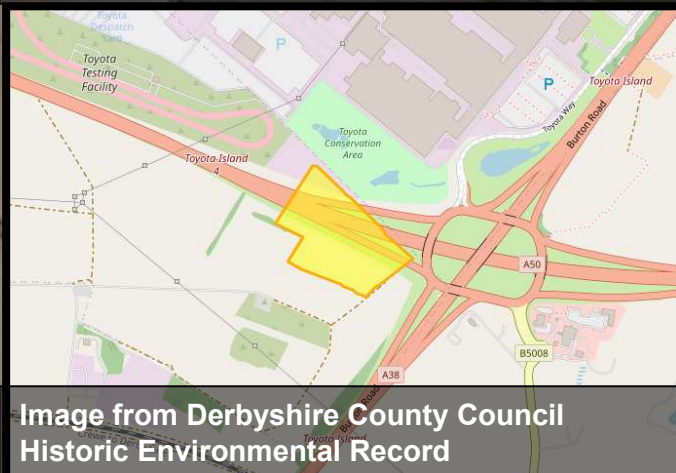 Toyota
Despatch
Yard
P
Toyota
Testing
Facility
P
Toyota Island
Toyota Way
Burton Road
Toyota
Conservation
Area
Toyota Island
4
A50
B5008
A38
Image from Derbyshire County Council
Historic Environmental Record